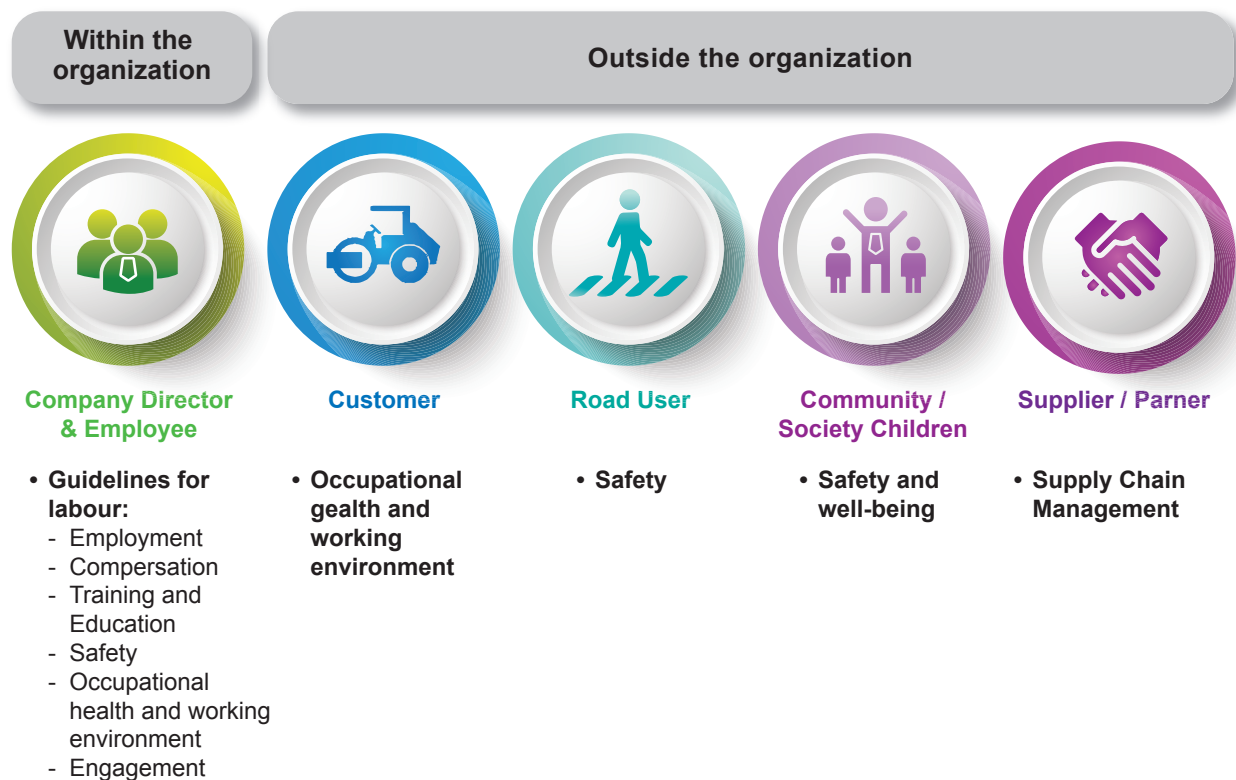 Within the
organization
Outside the organization
Company Director
& Employee
• Guidelines for
labour:
- Employment
- Compersation
- Training and
Education
- Safety
- Occupational
health and working
environment
- Engagement
Customer
• Occupational
gealth and
working
environment
Road User
• Safety
Community /
Society Children
• Safety and
well-being
Supplier / Parner
• Supply Chain
Management